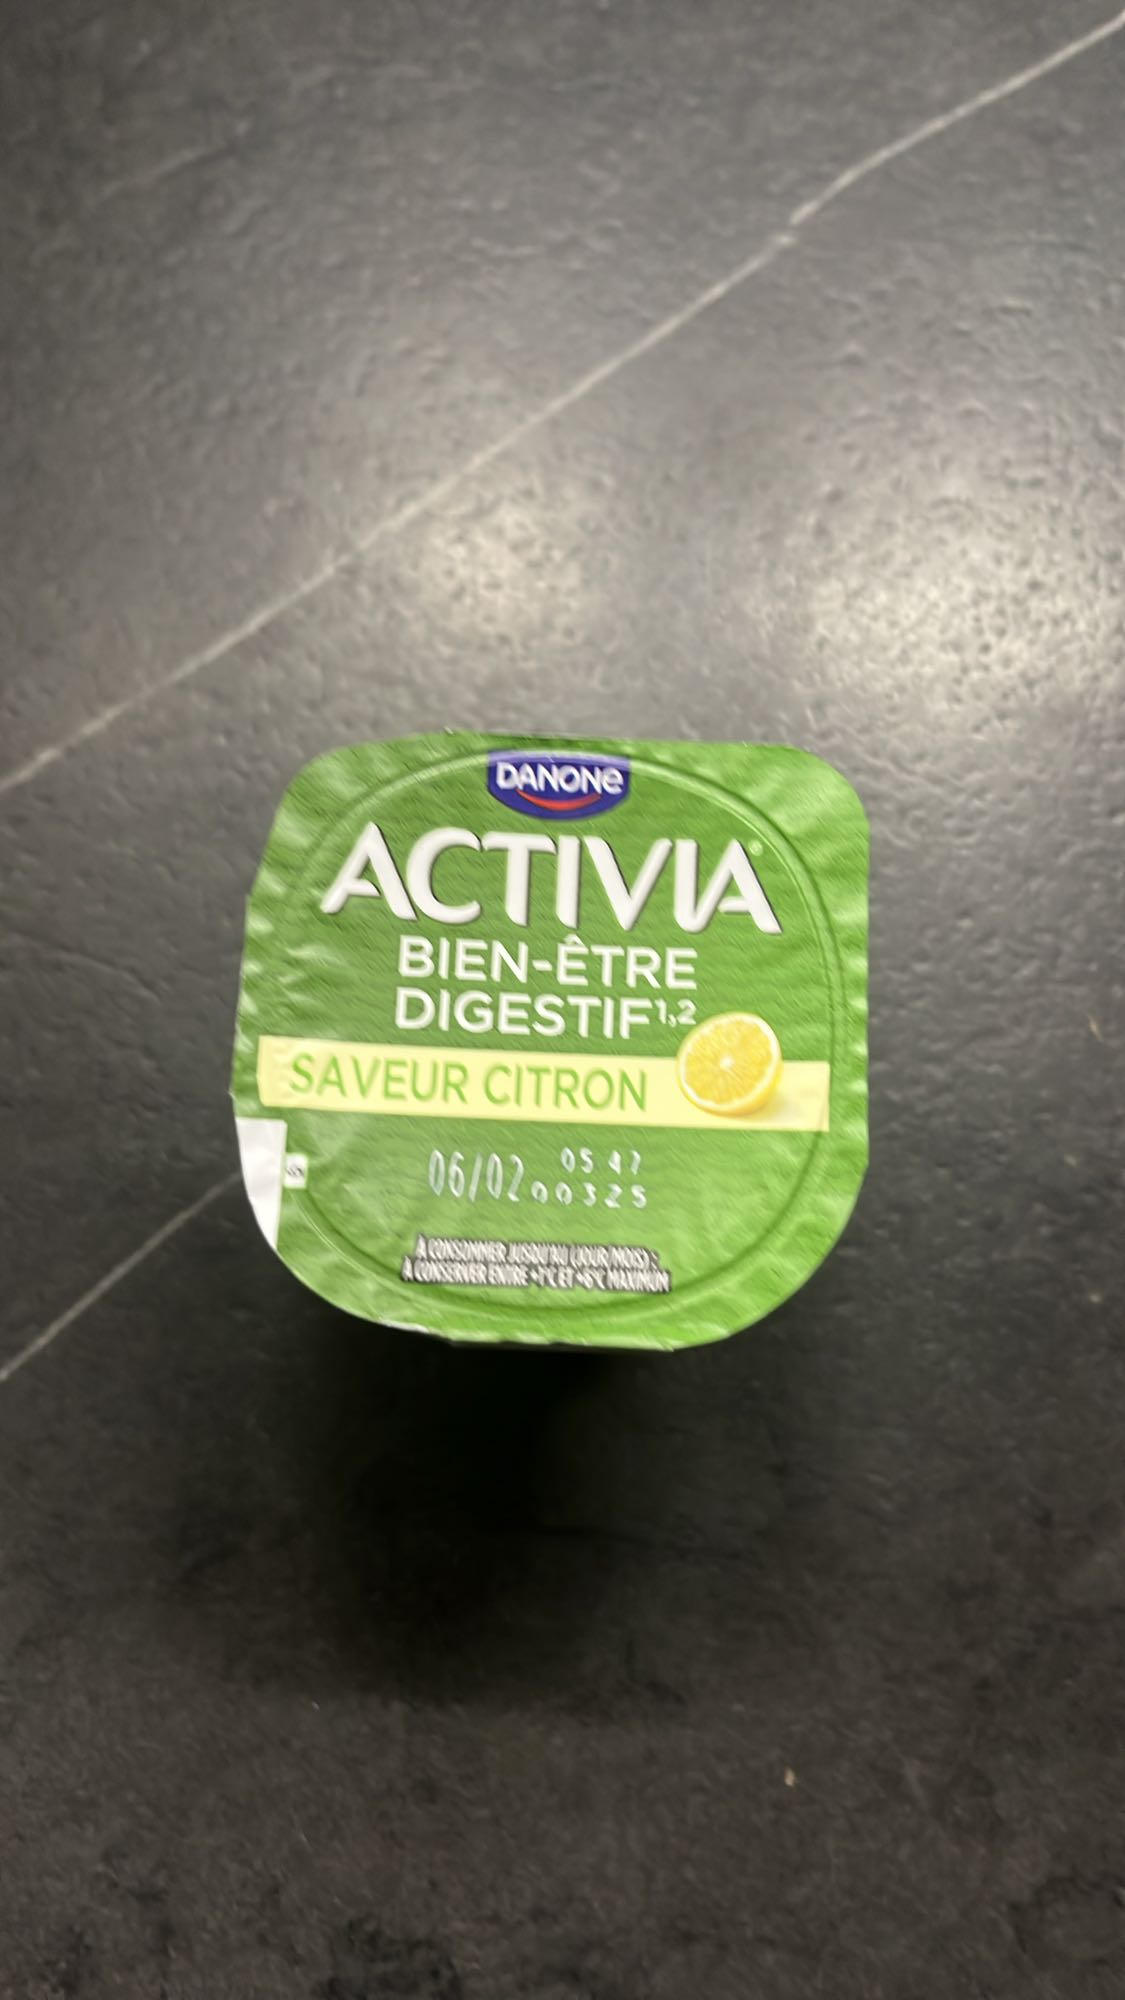 DANONE
ACTIVIA®
BIEN-ÊTRE
DIGESTIF1,2
SAVEUR CITRON
06/02 05 47
00325
À CONSOMMER JUSQU'AU (JOUR/MOIS) :
À CONSERVER ENTRE +1°C ET +6°C MAXIMUM